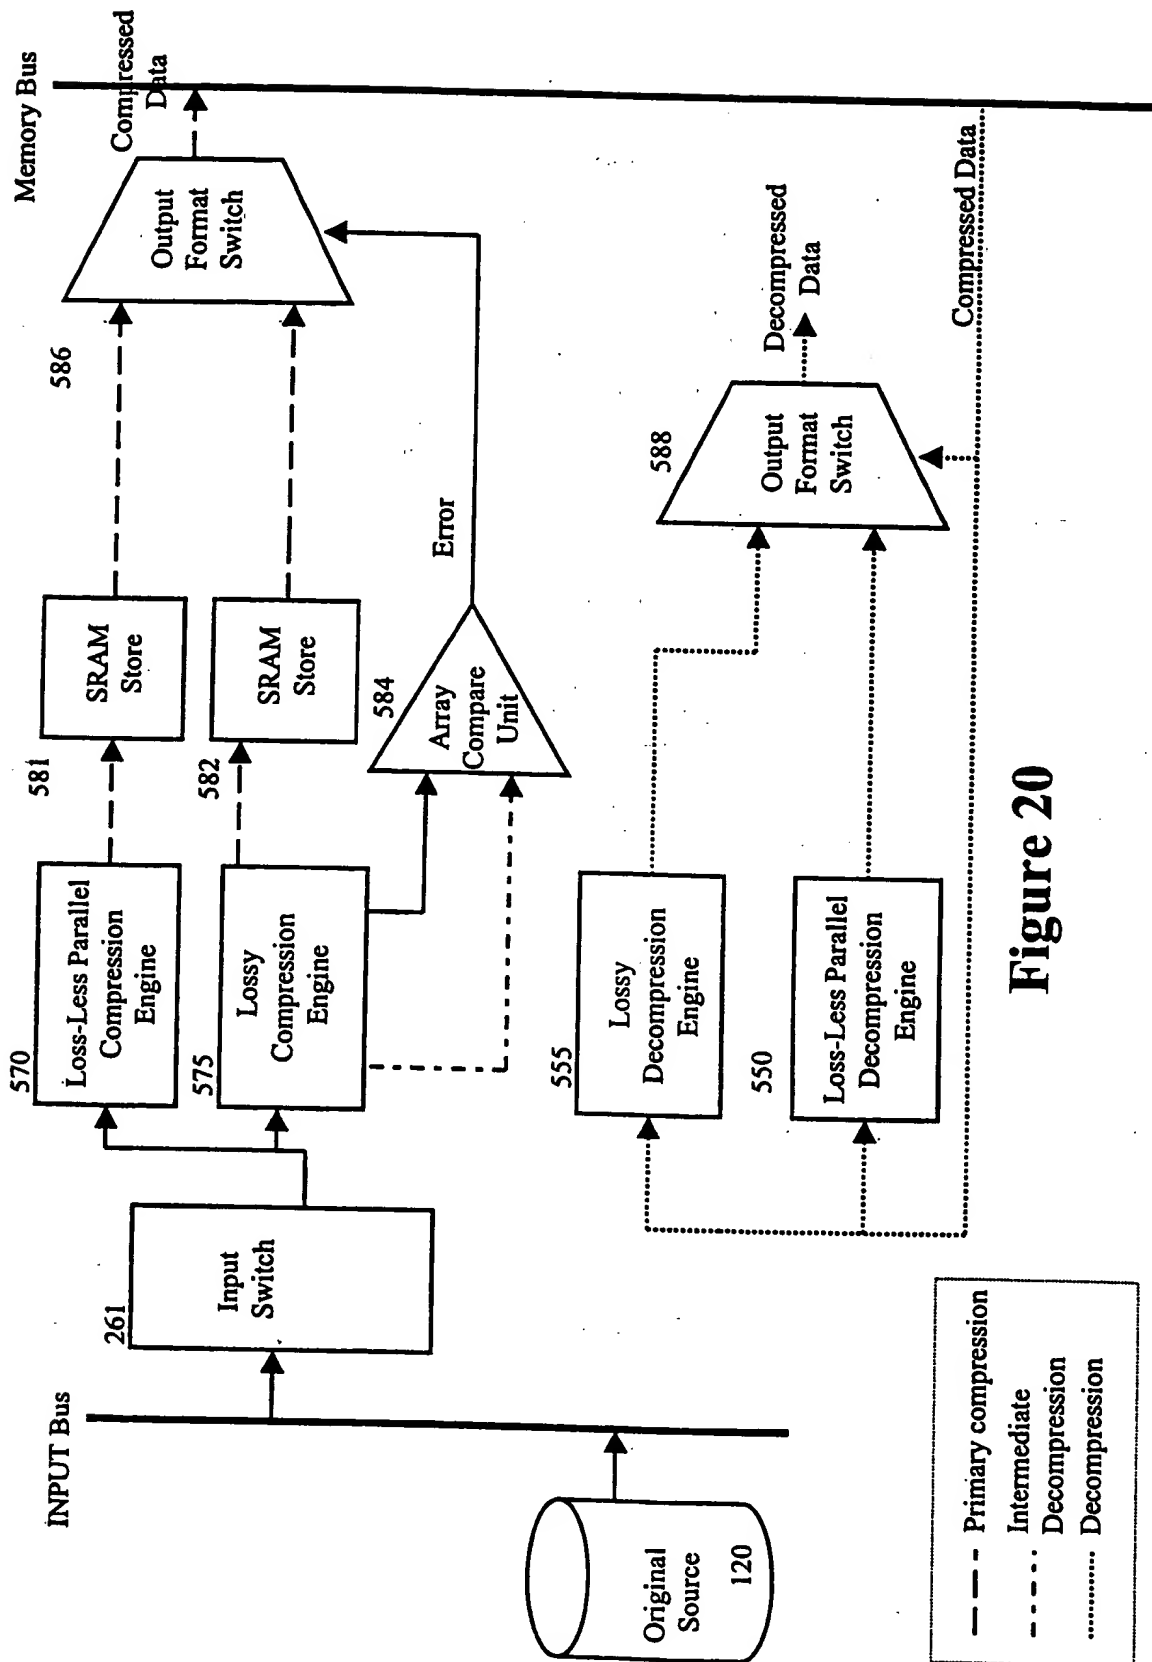 Memory Bus
INPUT Bus
Original
Source
120
261
Input
Switch
570
Loss-Less Parallel
Compression
Engine
575
Lossy
Compression
Engine
581
SRAM
Store
582
SRAM
Store
584
Array
Compare
Unit
Error
586
Output
Format
Switch
Compressed
Data
555
Lossy
Decompression
Engine
550
Loss-Less Parallel
Decompression
Engine
588
Output
Format
Switch
Decompressed
Data
Compressed Data
Primary compression
Intermediate
Decompression
Decompression
Figure 20